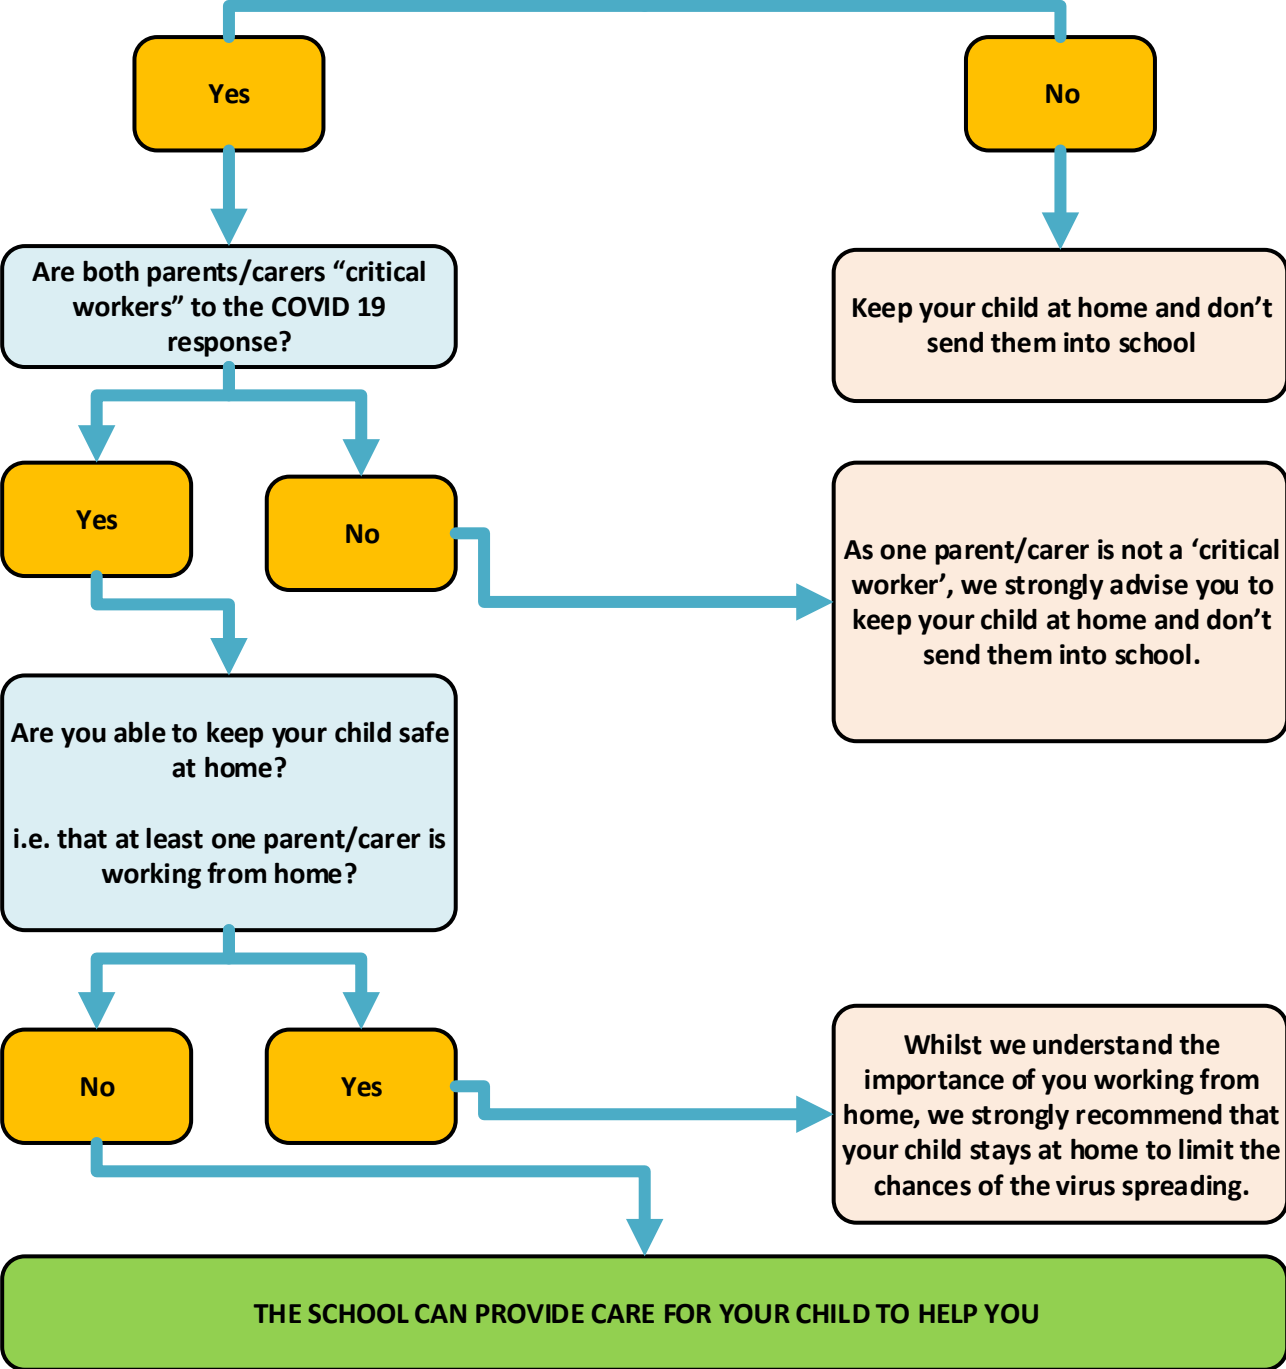 Yes
No
Are both parents/carers “critical
workers” to the COVID 19
response?
Keep your child at home and don’t
send them into school
Yes
No
As one parent/carer is not a ‘critical
worker’, we strongly advise you to
keep your child at home and don’t
send them into school.
Are you able to keep your child safe
at home?
i.e. that at least one parent/carer is
working from home?
No
Yes
Whilst we understand the
importance of you working from
home, we strongly recommend that
your child stays at home to limit the
chances of the virus spreading.
THE SCHOOL CAN PROVIDE CARE FOR YOUR CHILD TO HELP YOU